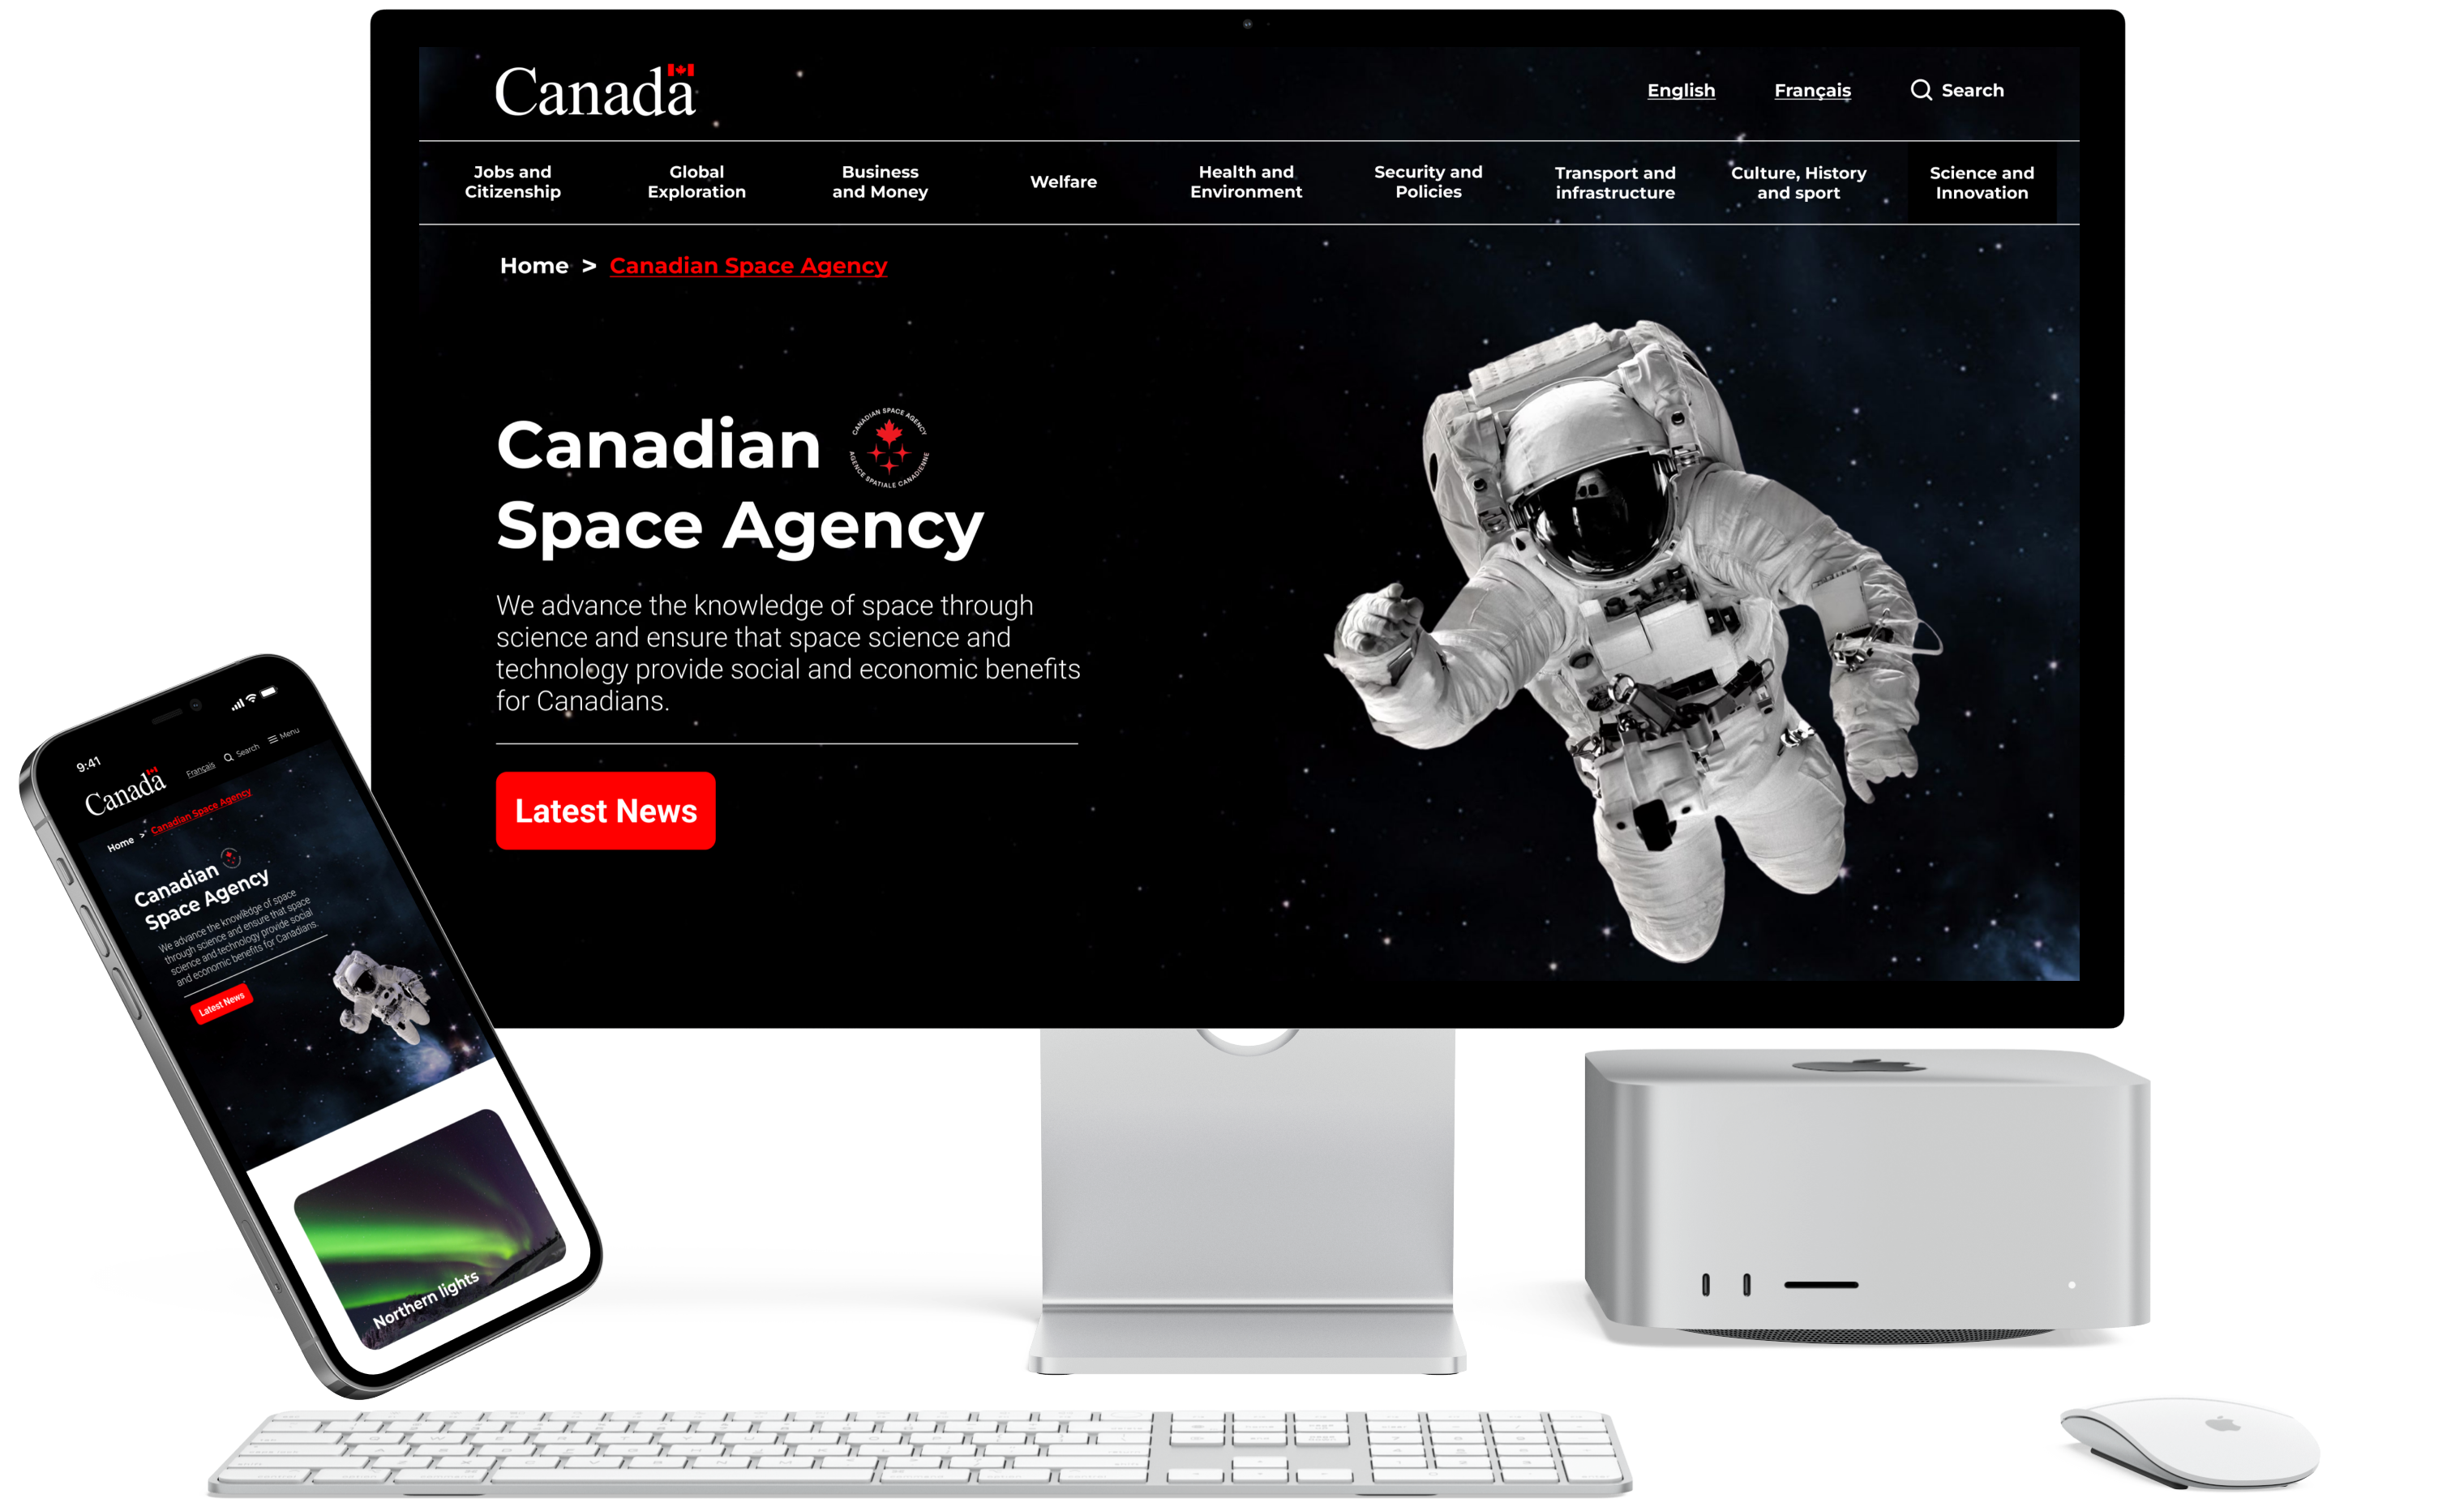 Canada
English
Français
Search
Jobs and
Citizenship
Global
Exploration
Business
and Money
Welfare
Health and
Environment
Security and
Policies
Transport and
infrastructure
Culture, History
and sport
Science and
Innovation
Home > Canadian Space Agency
Canadian
Space Agency
CANADIAN SPACE AGENCY
AGENCE SPATIALE CANADIENNE
We advance the knowledge of space through
science and ensure that space science and
technology provide social and economic benefits
for Canadians.
Latest News
9:41
Canada
Français
Search
Menu
Home > Canadian Space Agency
Canadian
Space Agency
We advance the knowledge of space
through science and ensure that space
science and technology provide social
and economic benefits for Canadians.
Latest News
Northern lights